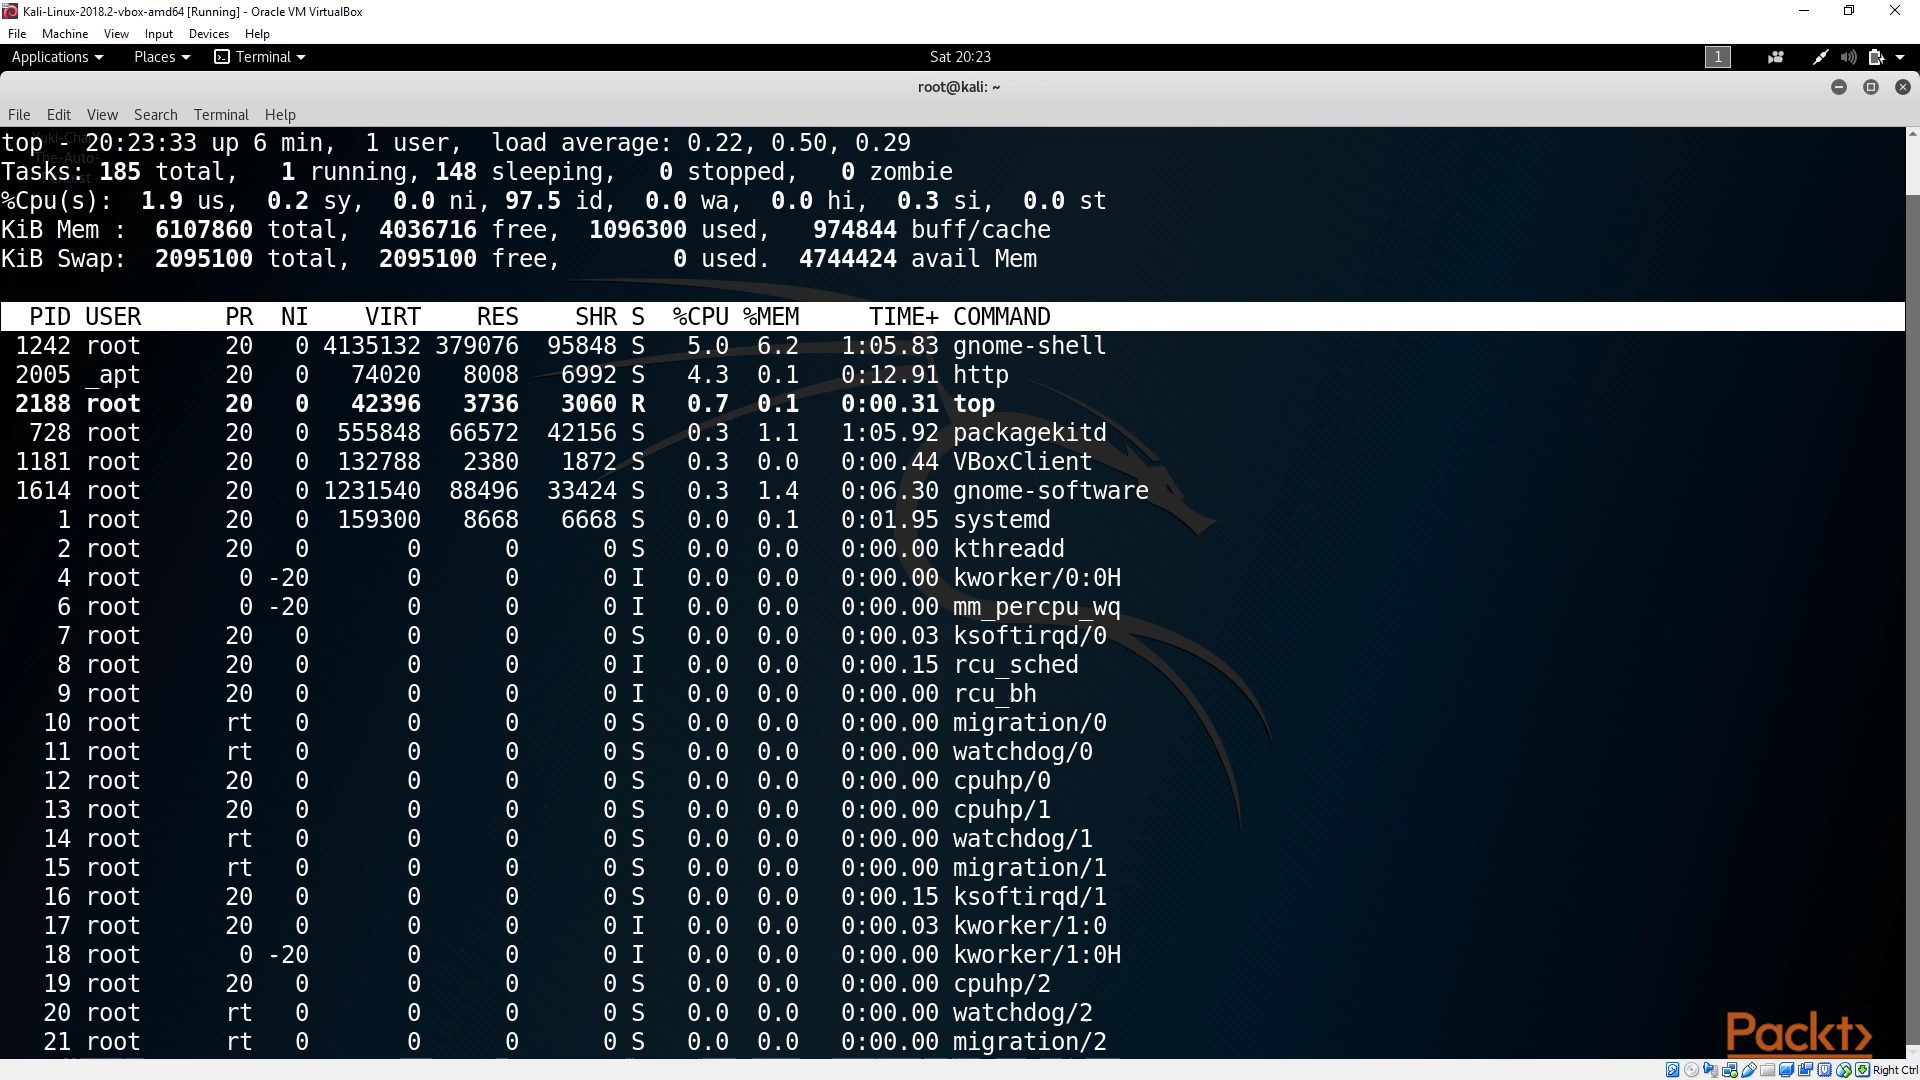 Kali-Linux-2018.2-vbox-amd64 [Running] - Oracle VM VirtualBox
File Machine View Input Devices Help
Applications Places Terminal Sat 20:23 1
root@kali: ~
File Edit View Search Terminal Help
top - 20:23:33 up 6 min, 1 user, load average: 0.22, 0.50, 0.29
Tasks: 185 total, 1 running, 148 sleeping, 0 stopped, 0 zombie
%Cpu(s): 1.9 us, 0.2 sy, 0.0 ni, 97.5 id, 0.0 wa, 0.0 hi, 0.3 si, 0.0 st
KiB Mem : 6107860 total, 4036716 free, 1096300 used, 974844 buff/cache
KiB Swap: 2095100 total, 2095100 free, 0 used. 4744424 avail Mem
PID USER PR NI VIRT RES SHR S %CPU %MEM TIME+ COMMAND
1242 root 20 0 4135132 379076 95848 S 5.0 6.2 1:05.83 gnome-shell
2005 _apt 20 0 74020 8008 6992 S 4.3 0.1 0:12.91 http
2188 root 20 0 42396 3736 3060 R 0.7 0.1 0:00.31 top
728 root 20 0 555848 66572 42156 S 0.3 1.1 1:05.92 packagekitd
1181 root 20 0 132788 2380 1872 S 0.3 0.0 0:00.44 VBoxClient
1614 root 20 0 1231540 88496 33424 S 0.3 1.4 0:06.30 gnome-software
1 root 20 0 159300 8668 6668 S 0.0 0.1 0:01.95 systemd
2 root 20 0 0 0 0 S 0.0 0.0 0:00.00 kthreadd
4 root 0 -20 0 0 0 I 0.0 0.0 0:00.00 kworker/0:0H
6 root 0 -20 0 0 0 I 0.0 0.0 0:00.00 mm_percpu_wq
7 root 20 0 0 0 0 S 0.0 0.0 0:00.03 ksoftirqd/0
8 root 20 0 0 0 0 I 0.0 0.0 0:00.15 rcu_sched
9 root 20 0 0 0 0 I 0.0 0.0 0:00.00 rcu_bh
10 root rt 0 0 0 0 S 0.0 0.0 0:00.00 migration/0
11 root rt 0 0 0 0 S 0.0 0.0 0:00.00 watchdog/0
12 root 20 0 0 0 0 S 0.0 0.0 0:00.00 cpuhp/0
13 root 20 0 0 0 0 S 0.0 0.0 0:00.00 cpuhp/1
14 root rt 0 0 0 0 S 0.0 0.0 0:00.00 watchdog/1
15 root rt 0 0 0 0 S 0.0 0.0 0:00.00 migration/1
16 root 20 0 0 0 0 S 0.0 0.0 0:00.15 ksoftirqd/1
17 root 20 0 0 0 0 I 0.0 0.0 0:00.03 kworker/1:0
18 root 0 -20 0 0 0 I 0.0 0.0 0:00.00 kworker/1:0H
19 root 20 0 0 0 0 S 0.0 0.0 0:00.00 cpuhp/2
20 root rt 0 0 0 0 S 0.0 0.0 0:00.00 watchdog/2
21 root rt 0 0 0 0 S 0.0 0.0 0:00.00 migration/2
Packt>
Right Ctrl